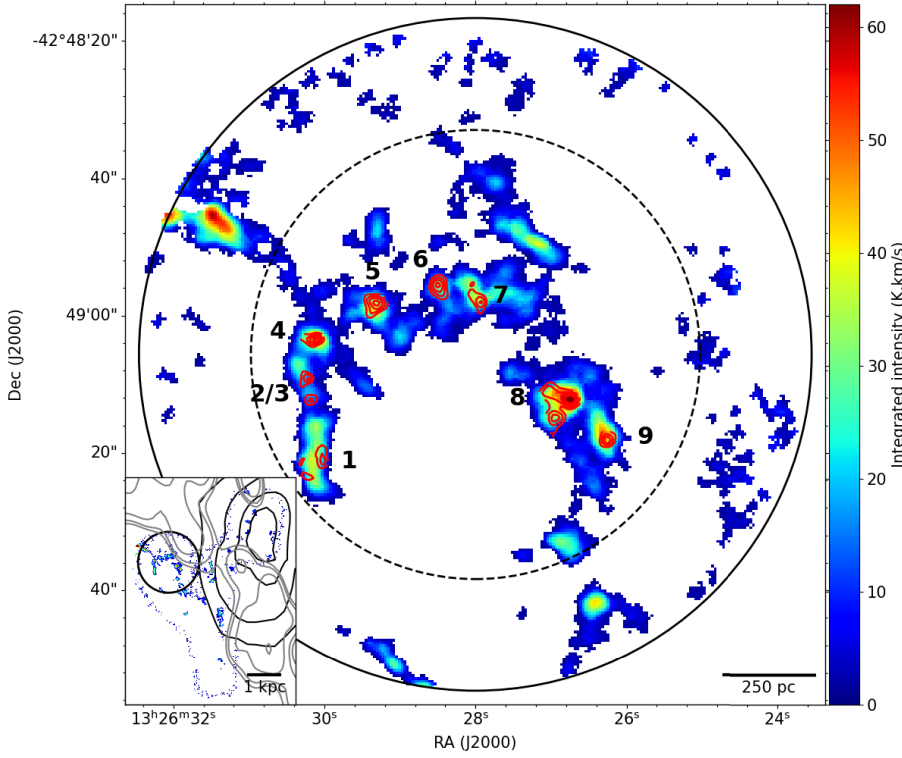 -42°48'20"
40"
49'00"
20"
40"
Dec (J2000)
5
6
7
4
2/3
1
8
9
1 kpc
250 pc
13ʰ26ᵐ32ˢ
30ˢ
28ˢ
26ˢ
24ˢ
RA (J2000)
60
50
40
30
20
10
0
Integrated intensity (K.km/s)